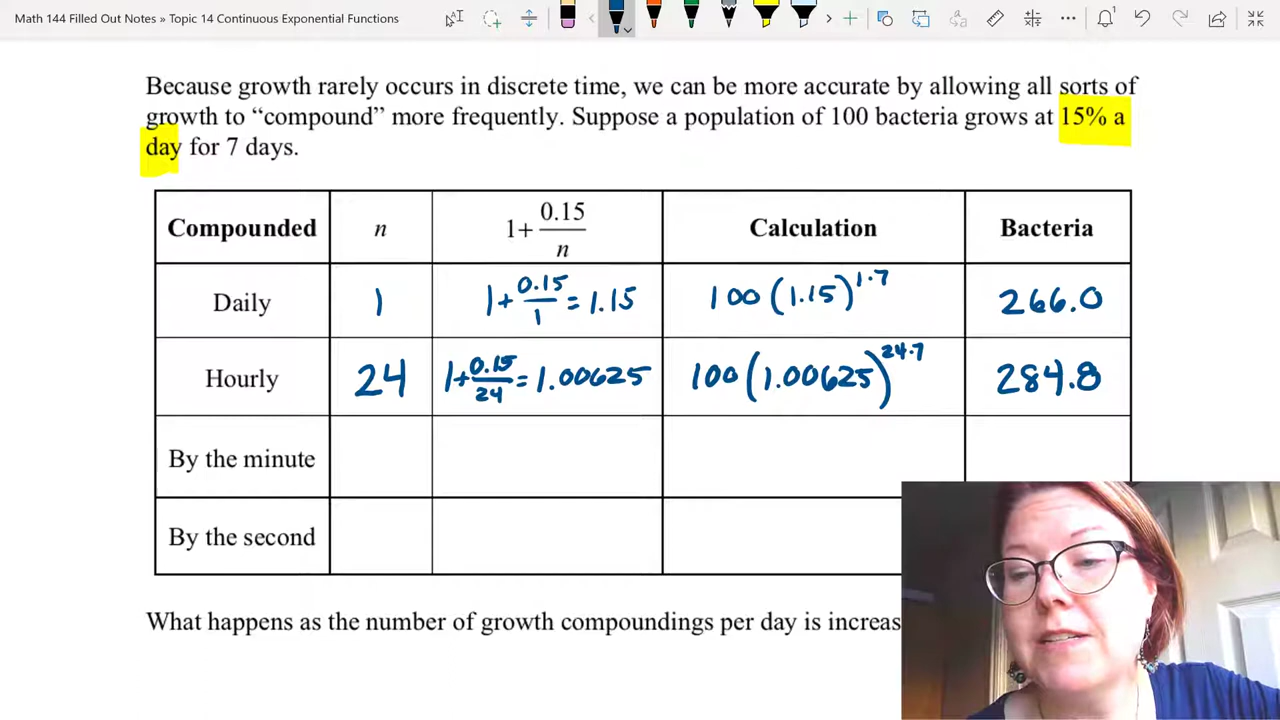 Math 144 Filled Out Notes » Topic 14 Continuous Exponential Functions
Because growth rarely occurs in discrete time, we can be more accurate by allowing all sorts of
growth to “compound” more frequently. Suppose a population of 100 bacteria grows at 15% a
day for 7 days.
Compounded n 1+ 0.15/n Calculation Bacteria
Daily 1 1+ 0.15/1 = 1.15 100(1.15)^1·7 266.0
Hourly 24 1+ 0.15/24 = 1.00625 100(1.00625)^24·7 284.8
By the minute
By the second
What happens as the number of growth compoundings per day is increas